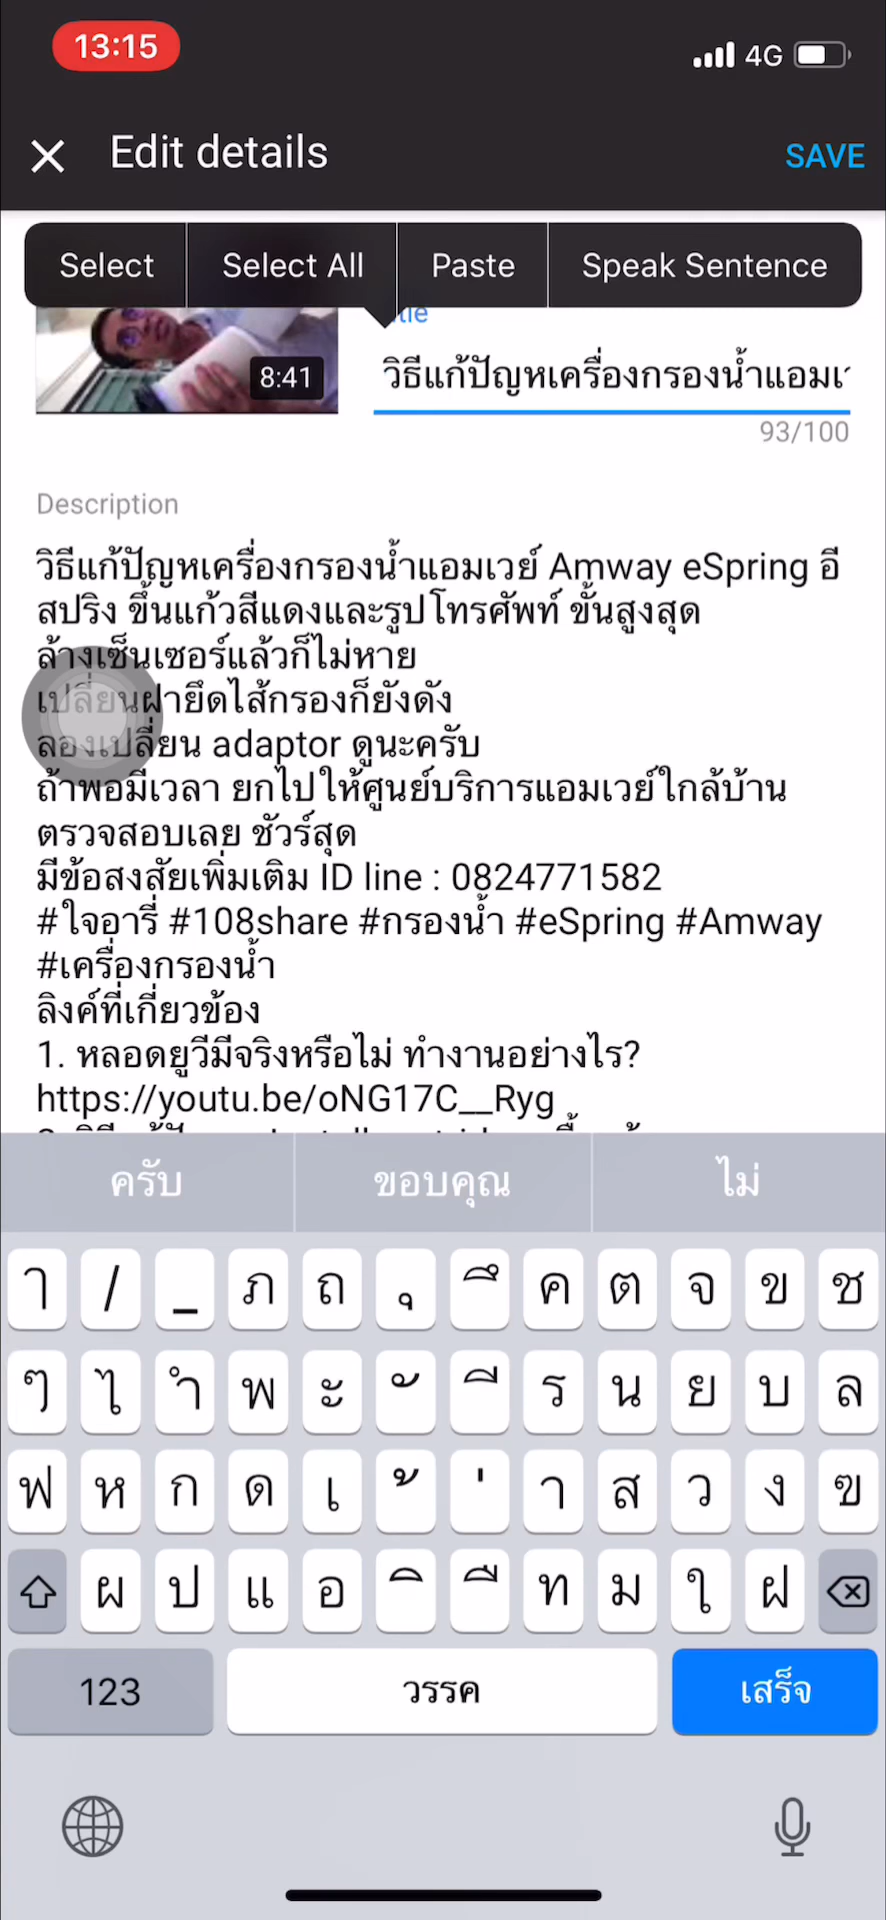 13:15
4G
Edit details
SAVE
Select
Select All
Paste
Speak Sentence
8:41
วิธีแก้ปัญหเครื่องกรองน้ำแอมเ
93/100
Description
วิธีแก้ปัญหเครื่องกรองน้ำแอมเวย์ Amway eSpring อี
สปริง ขึ้นแก้วสีแดงและรูปโทรศัพท์ ขั้นสูงสุด
ล้างเซ็นเซอร์แล้วก็ไม่หาย
เปลี่ยนฝายึดไส้กรองก็ยังดัง
ลองเปลี่ยน adaptor ดูนะครับ
ถ้าพอมีเวลา ยกไปให้ศูนย์บริการแอมเวย์ใกล้บ้าน
ตรวจสอบเลย ชัวร์สุด
มีข้อสงสัยเพิ่มเติม ID line : 0824771582
#ใจอารี่ #108share #กรองน้ำ #eSpring #Amway
#เครื่องกรองน้ำ
ลิงค์ที่เกี่ยวข้อง
1. หลอดยูวีมีจริงหรือไม่ ทำงานอย่างไร?
https://youtu.be/oNG17C__Ryg
ครับ
ขอบคุณ
ไม่
ๅ / _ ภ ถ ุ ึ ค ต จ ข ช
ๆ ไ ำ พ ะ ั ี ร น ย บ ล
ฟ ห ก ด เ ้ ่ า ส ว ง ฃ
ผ ป แ อ ิ ื ท ม ใ ฝ
123
วรรค
เสร็จ